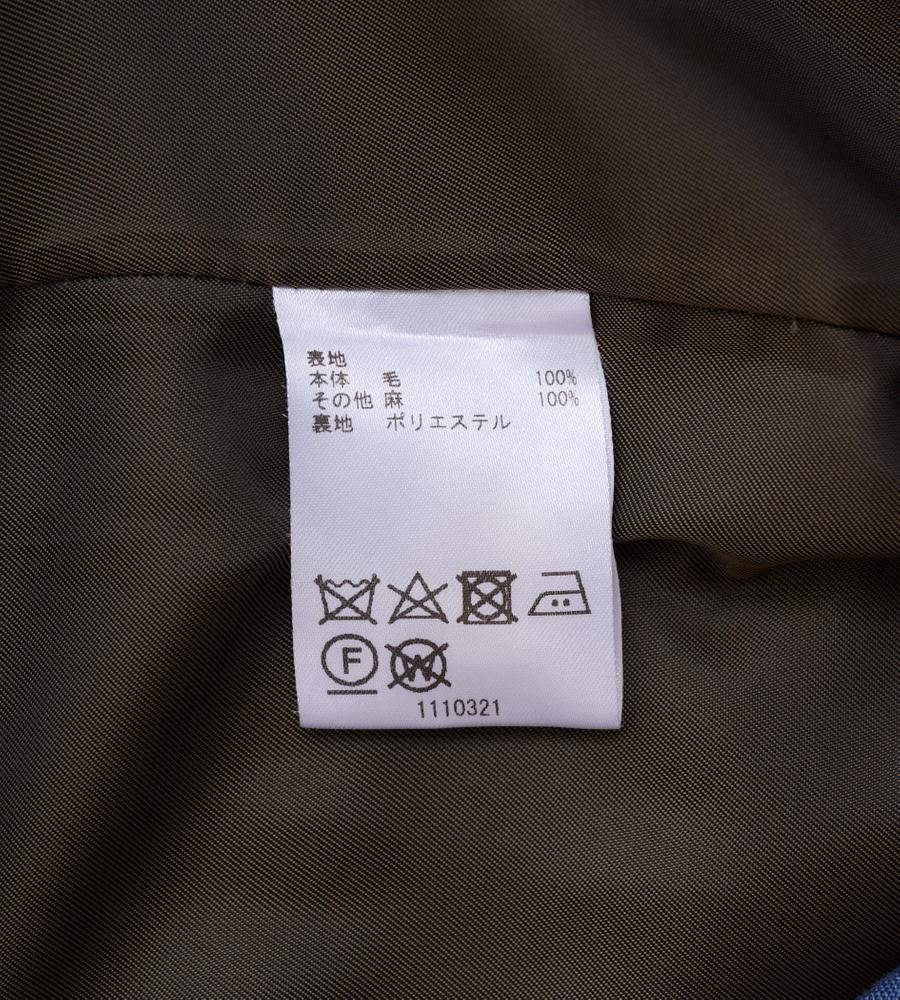 表地
本体 毛 100%
その他 麻 100%
裏地 ポリエステル
F W
1110321